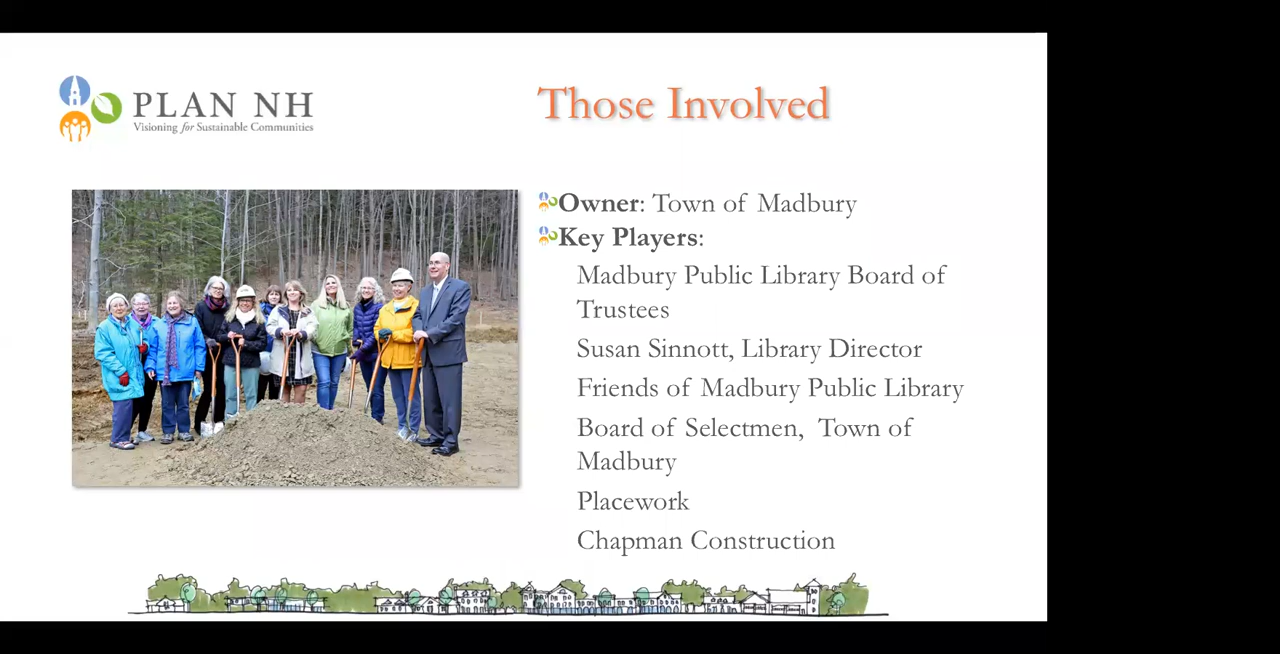 PLAN NH
Visioning for Sustainable Communities
Those Involved
Owner: Town of Madbury
Key Players:
Madbury Public Library Board of
Trustees
Susan Sinnott, Library Director
Friends of Madbury Public Library
Board of Selectmen, Town of
Madbury
Placework
Chapman Construction